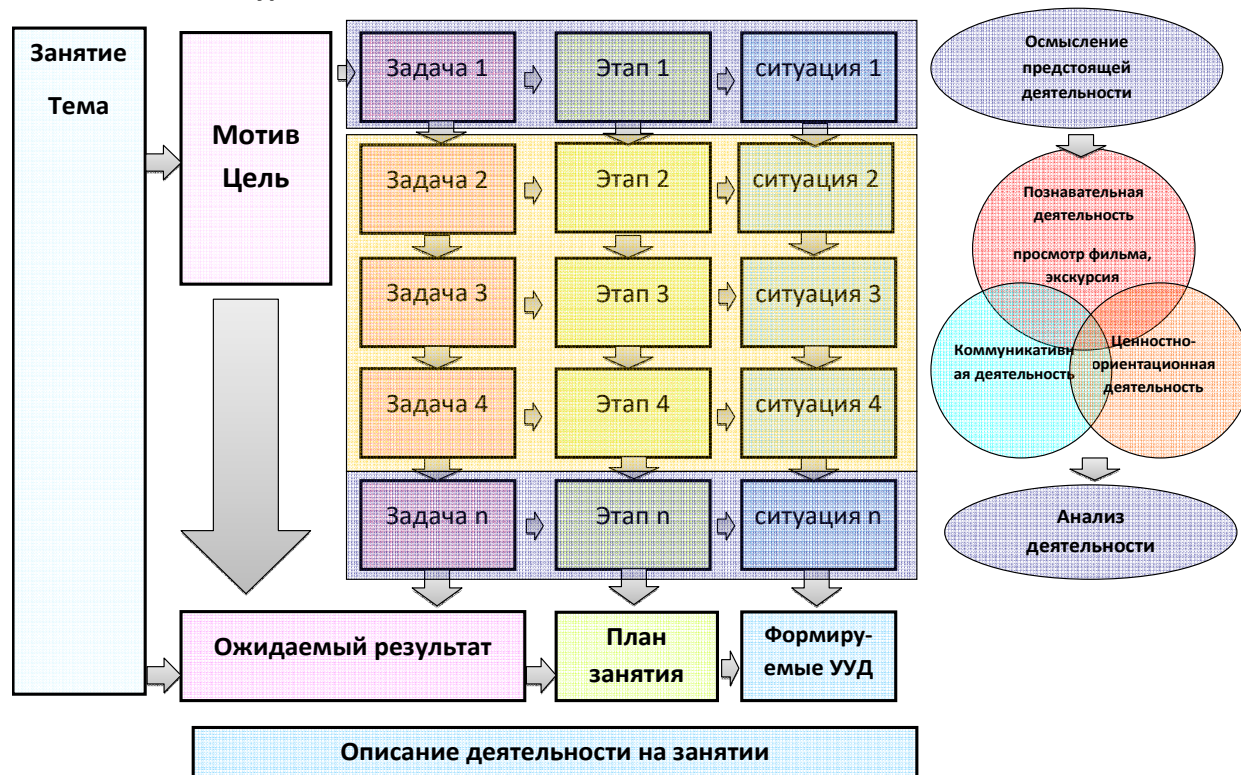 Занятие
Тема
Мотив
Цель
Задача 1
Этап 1
ситуация 1
Задача 2
Этап 2
ситуация 2
Задача 3
Этап 3
ситуация 3
Задача 4
Этап 4
ситуация 4
Задача n
Этап n
ситуация n
Ожидаемый результат
План
занятия
Формиру-
емые УУД
Описание деятельности на занятии
Осмысление
предстоящей
деятельности
Познавательная
деятельность
просмотр фильма,
экскурсия
Коммуникативн
ая деятельность
Ценностно-
ориентационная
деятельность
Анализ
деятельности